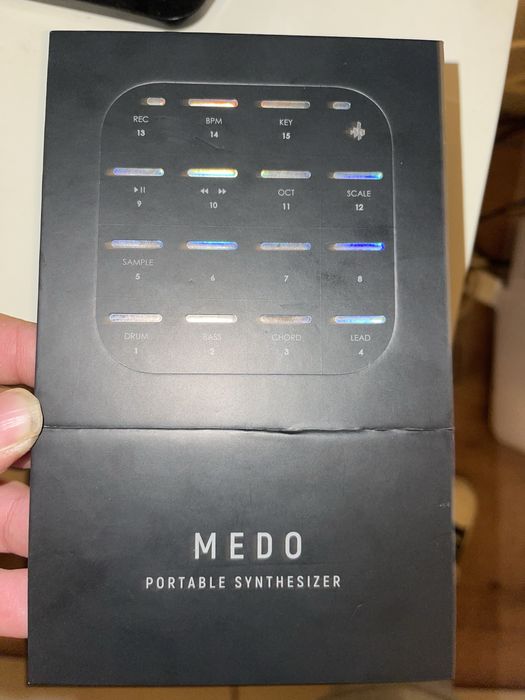 REC BPM KEY
13 14 15
OCT SCALE
9 10 11 12
SAMPLE
5 6 7 8
DRUM BASS CHORD LEAD
1 2 3 4
MEDO
PORTABLE SYNTHESIZER